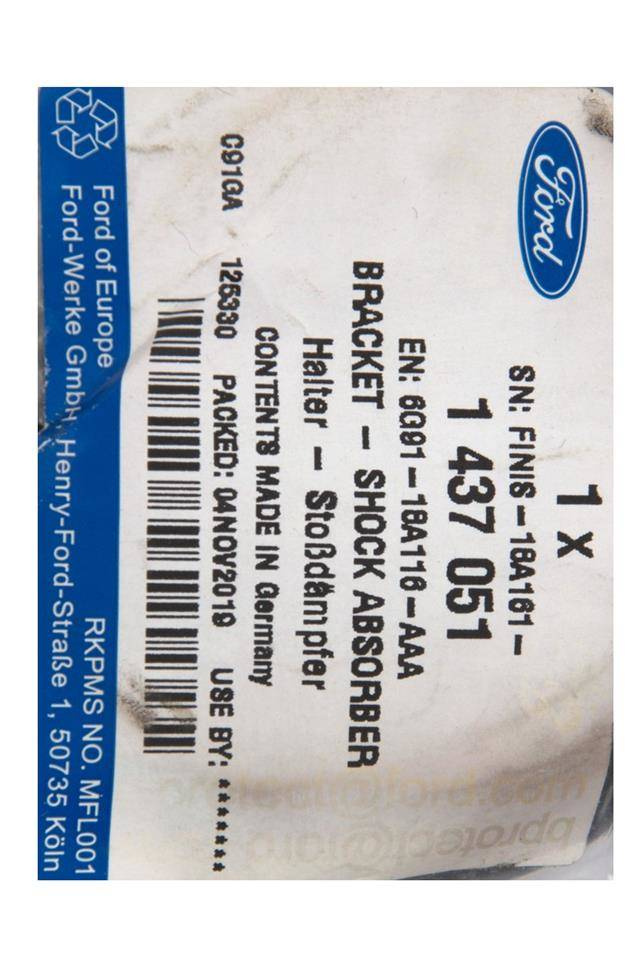 Ford
1 x
SN: FINIS-18A161-
1 437 051
EN: 6G91-18A116-AAA
BRACKET - SHOCK ABSORBER
Halter - Stoßdämpfer
CONTENTS MADE IN Germany
C91GA 125330 PACKED: 04NOV2019 USE BY: *******
Ford of Europe RKPMS NO. MFL001
Ford-Werke GmbH, Henry-Ford-Straße 1, 50735 Köln